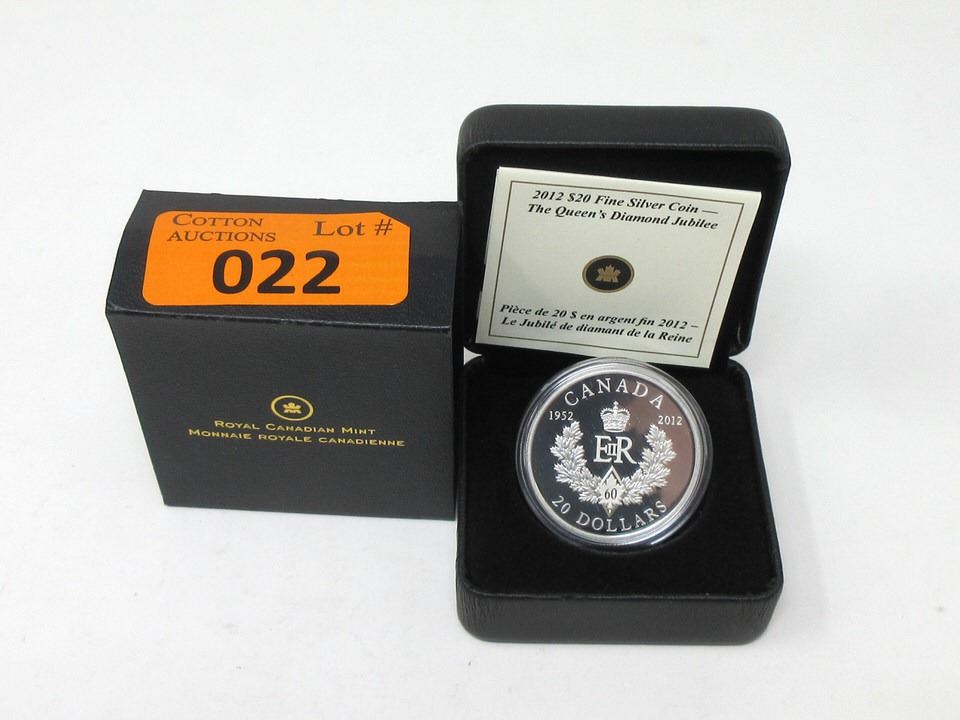 COTTON
AUCTIONS
Lot #
022
ROYAL CANADIAN MINT
MONNAIE ROYALE CANADIENNE
2012 $20 Fine Silver Coin —
The Queen's Diamond Jubilee
Pièce de 20 $ en argent fin 2012 –
Le Jubilé de diamant de la Reine
CANADA
1952 2012
EIIR
60
20 DOLLARS